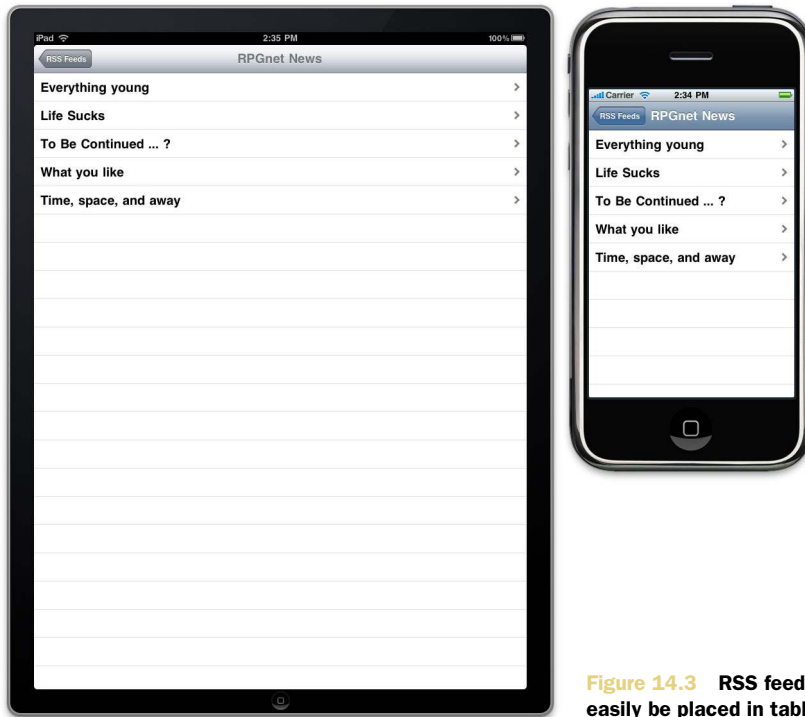 iPad 2:35 PM 100%
RSS Feeds RPGnet News
Everything young
Life Sucks
To Be Continued ... ?
What you like
Time, space, and away
Carrier 2:34 PM
RSS Feeds RPGnet News
Everything young
Life Sucks
To Be Continued ... ?
What you like
Time, space, and away
Figure 14.3 RSS feed
easily be placed in tabl